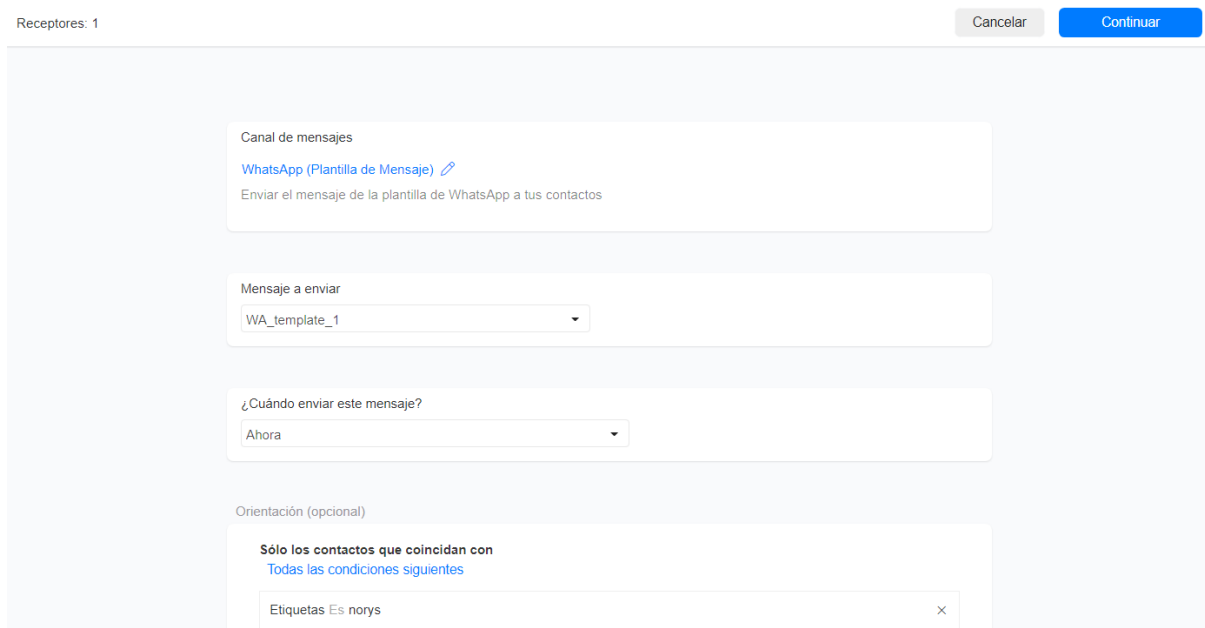 Receptores: 1
Cancelar
Continuar
Canal de mensajes
WhatsApp (Plantilla de Mensaje)
Enviar el mensaje de la plantilla de WhatsApp a tus contactos
Mensaje a enviar
WA_template_1
¿Cuándo enviar este mensaje?
Ahora
Orientación (opcional)
Sólo los contactos que coincidan con
Todas las condiciones siguientes
Etiquetas Es norys